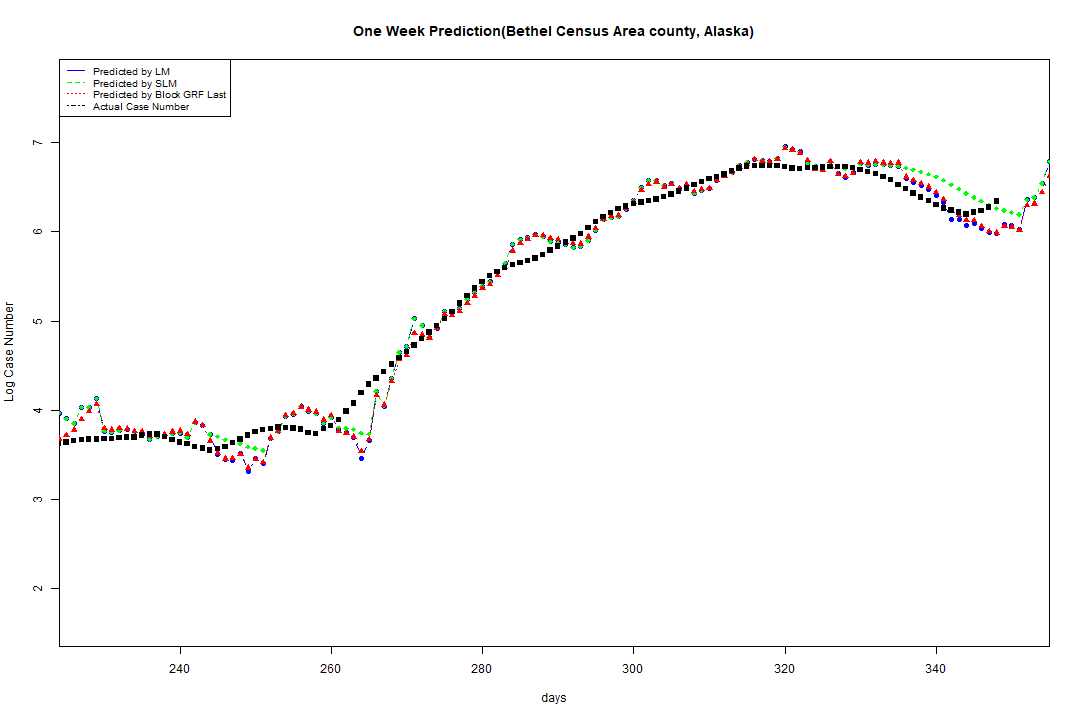 One Week Prediction(Bethel Census Area county, Alaska)
Predicted by LM
Predicted by SLM
Predicted by Block GRF Last
Actual Case Number
7
6
5
4
3
2
Log Case Number
240 260 280 300 320 340
days